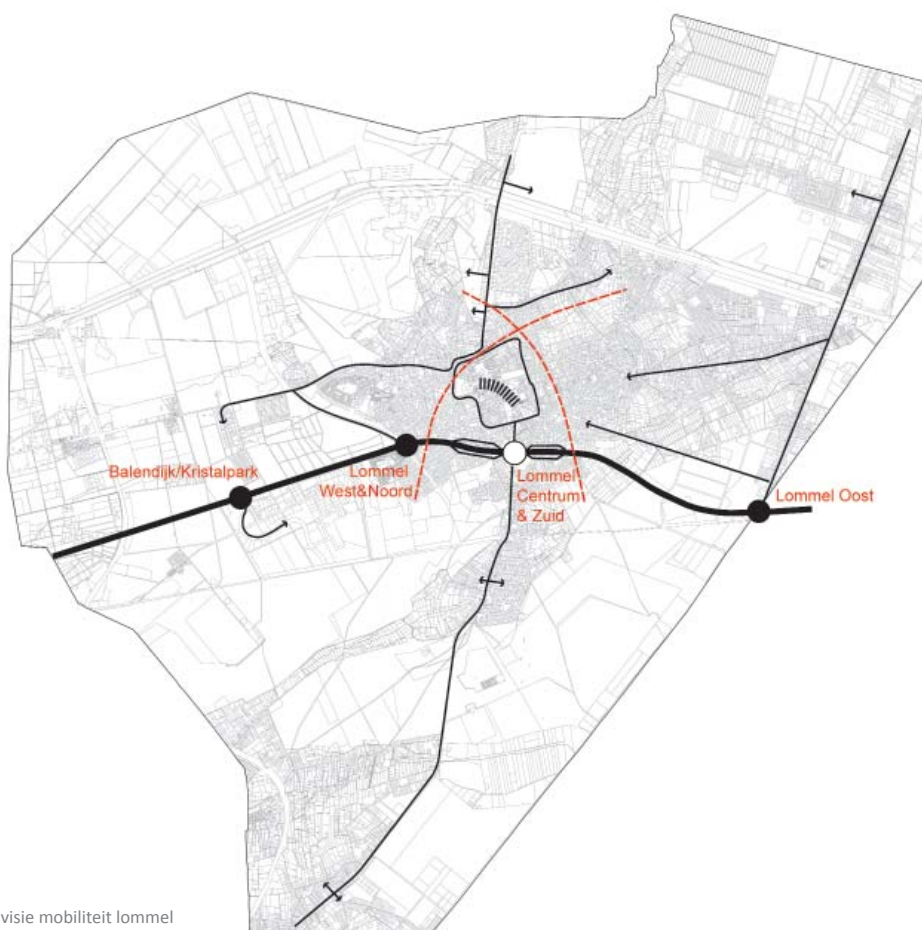 Balendijk/Kristalpark
Lommel
West&Noord
Lommel
Centrum
& Zuid
Lommel Oost
visie mobiliteit lommel